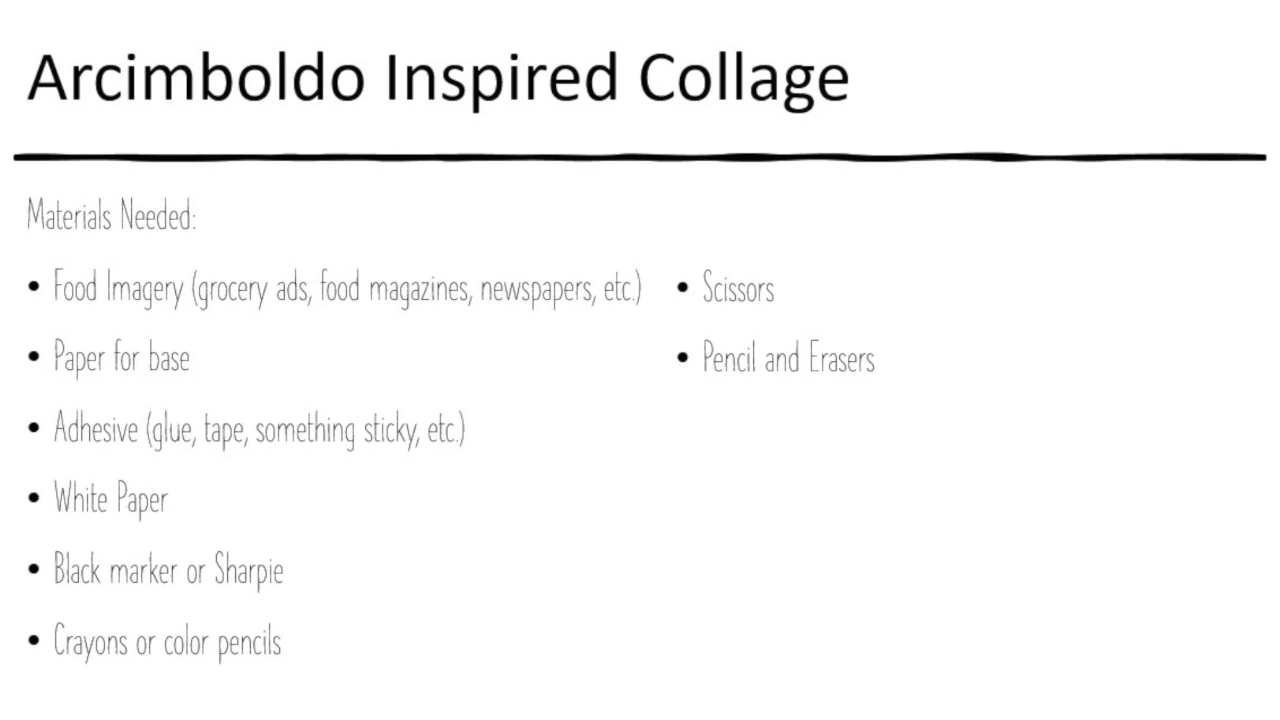 Arcimboldo Inspired Collage
Materials Needed:
• Food Imagery (grocery ads, food magazines, newspapers, etc.)
• Paper for base
• Adhesive (glue, tape, something sticky, etc.)
• White Paper
• Black marker or Sharpie
• Crayons or color pencils
• Scissors
• Pencil and Erasers